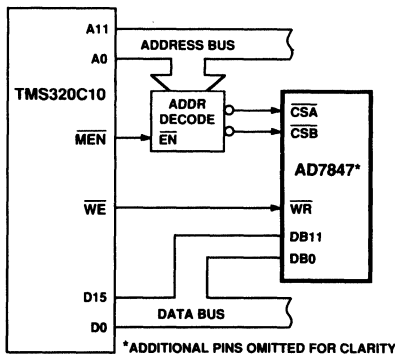 A11
ADDRESS BUS
A0
TMS320C10
ADDR
DECODE
CSA
MEN
EN
CSB
AD7847*
WE
WR
DB11
DB0
D15
DATA BUS
D0
*ADDITIONAL PINS OMITTED FOR CLARITY